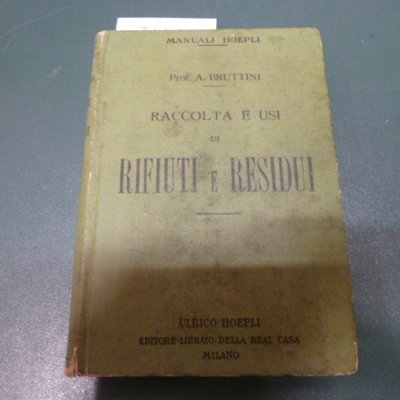 MANUALI HOEPLI
Prof. A. BRUTTINI
RACCOLTA E USI
DI
RIFIUTI E RESIDUI
ULRICO HOEPLI
EDITORE-LIBRAIO DELLA REAL CASA
MILANO